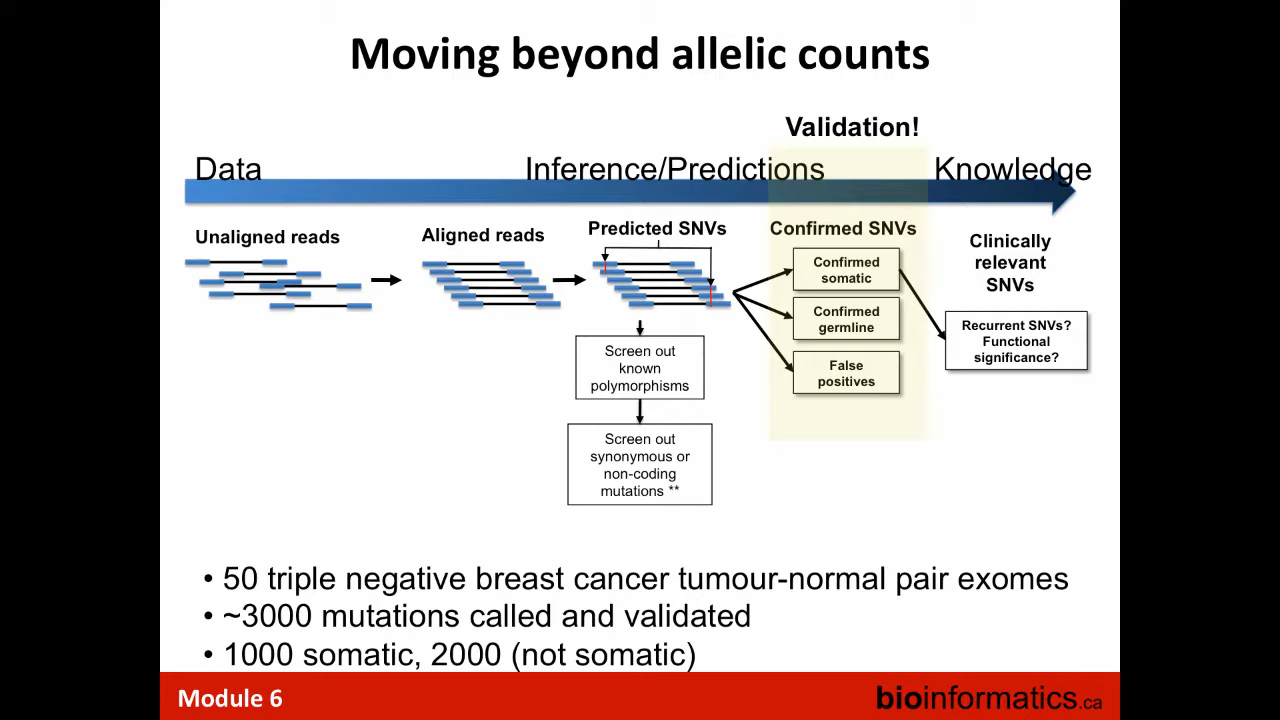 Moving beyond allelic counts
Validation!
Data
Inference/Predictions
Knowledge
Unaligned reads
Aligned reads
Predicted SNVs
Confirmed SNVs
Clinically
relevant
SNVs
Confirmed
somatic
Confirmed
germline
False
positives
Recurrent SNVs?
Functional
significance?
Screen out
known
polymorphisms
Screen out
synonymous or
non-coding
mutations **
• 50 triple negative breast cancer tumour-normal pair exomes
• ~3000 mutations called and validated
• 1000 somatic, 2000 (not somatic)
Module 6
bioinformatics.ca